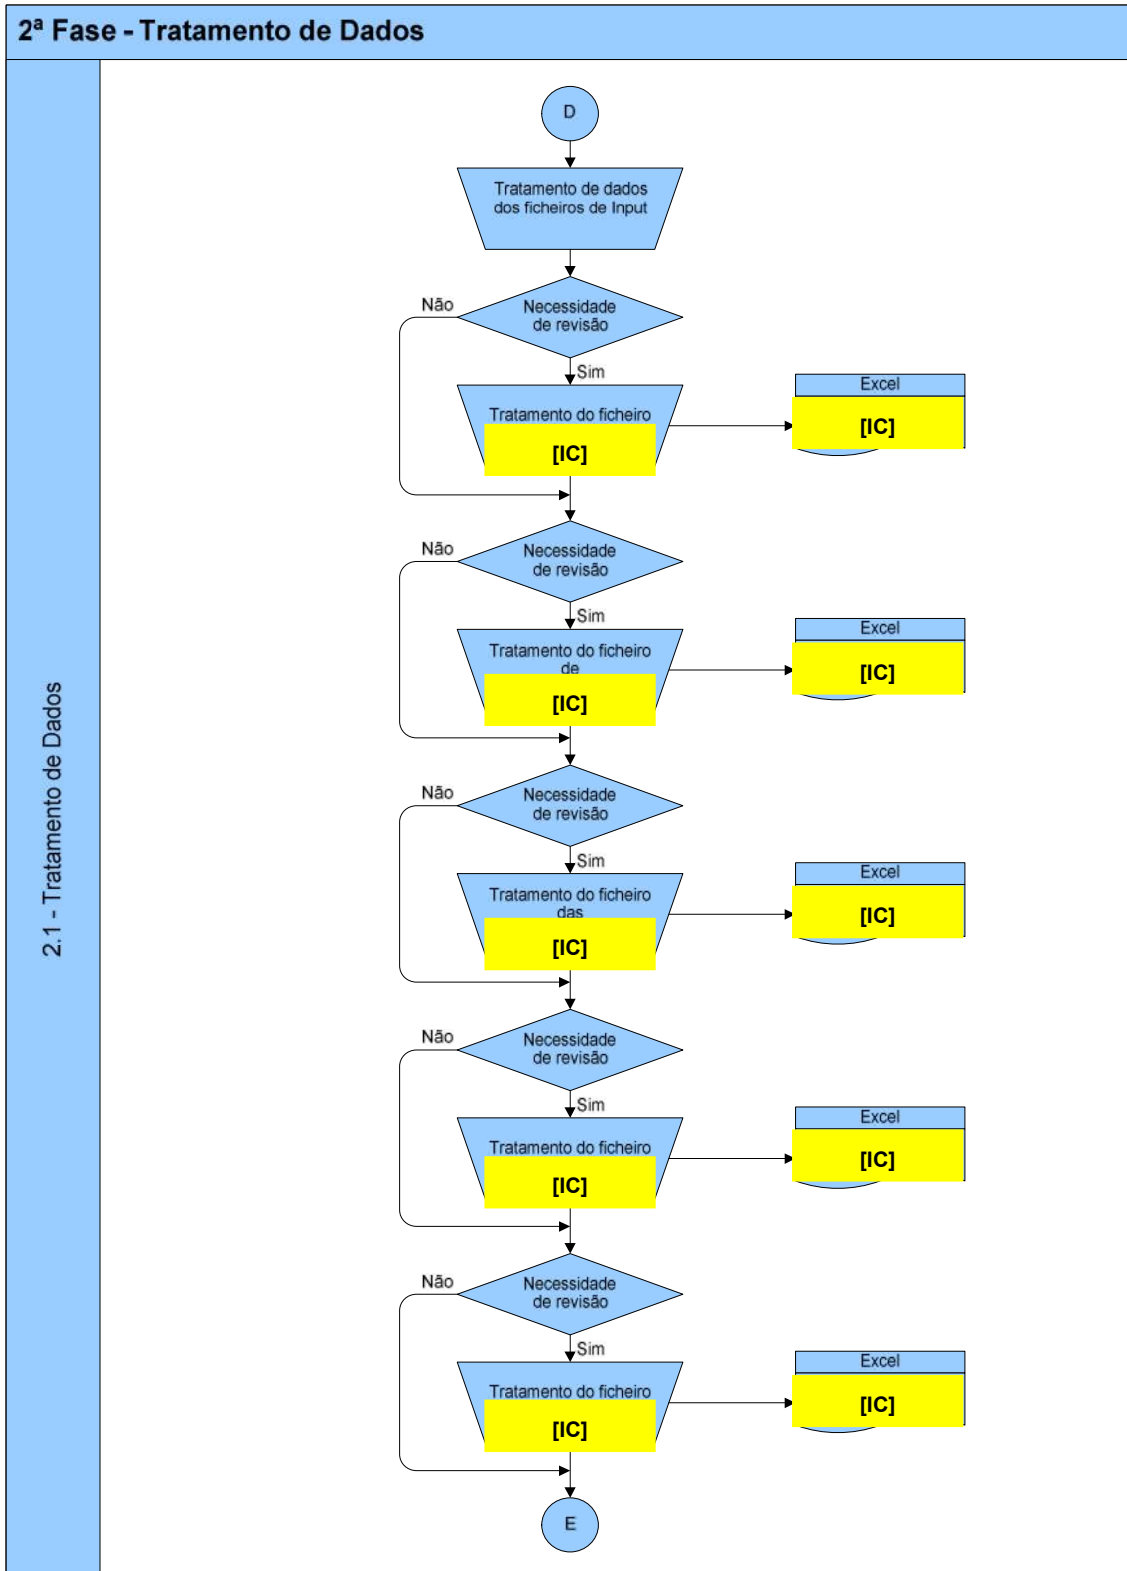 2ª Fase - Tratamento de Dados
2.1 - Tratamento de Dados
D
Tratamento de dados
dos ficheiros de Input
Necessidade
de revisão
Não
Sim
Tratamento do ficheiro
[IC]
Excel
[IC]
Necessidade
de revisão
Não
Sim
Tratamento do ficheiro
de
[IC]
Excel
[IC]
Necessidade
de revisão
Não
Sim
Tratamento do ficheiro
das
[IC]
Excel
[IC]
Necessidade
de revisão
Não
Sim
Tratamento do ficheiro
[IC]
Excel
[IC]
Necessidade
de revisão
Não
Sim
Tratamento do ficheiro
[IC]
Excel
[IC]
E